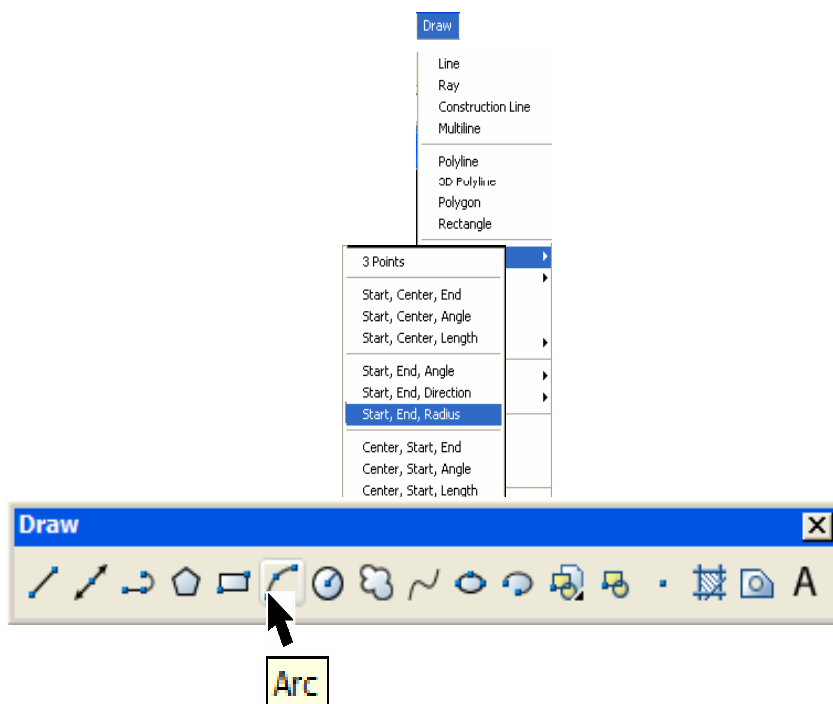 Draw
Line
Ray
Construction Line
Multiline
Polyline
3D Polyline
Polygon
Rectangle
3 Points
Start, Center, End
Start, Center, Angle
Start, Center, Length
Start, End, Angle
Start, End, Direction
Start, End, Radius
Center, Start, End
Center, Start, Angle
Center, Start, Length
Draw
A
Arc